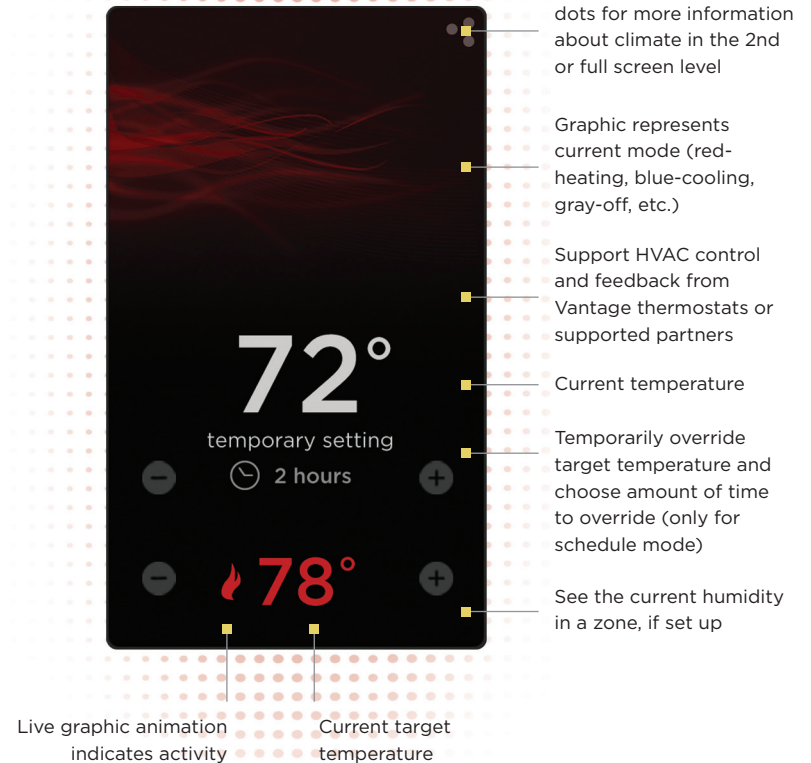 dots for more information
about climate in the 2nd
or full screen level
Graphic represents
current mode (red-
heating, blue-cooling,
gray-off, etc.)
Support HVAC control
and feedback from
Vantage thermostats or
supported partners
72°
Current temperature
temporary setting
2 hours
Temporarily override
target temperature and
choose amount of time
to override (only for
schedule mode)
78°
See the current humidity
in a zone, if set up
Live graphic animation
indicates activity
Current target
temperature